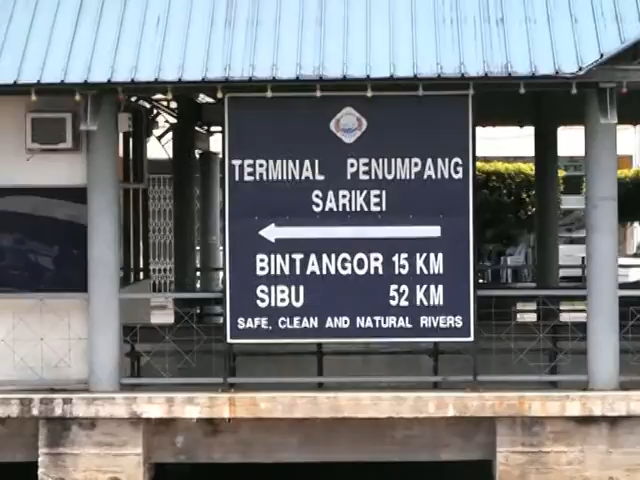 TERMINAL PENUMPANG
SARIKEI
BINTANGOR 15 KM
SIBU 52 KM
SAFE, CLEAN AND NATURAL RIVERS